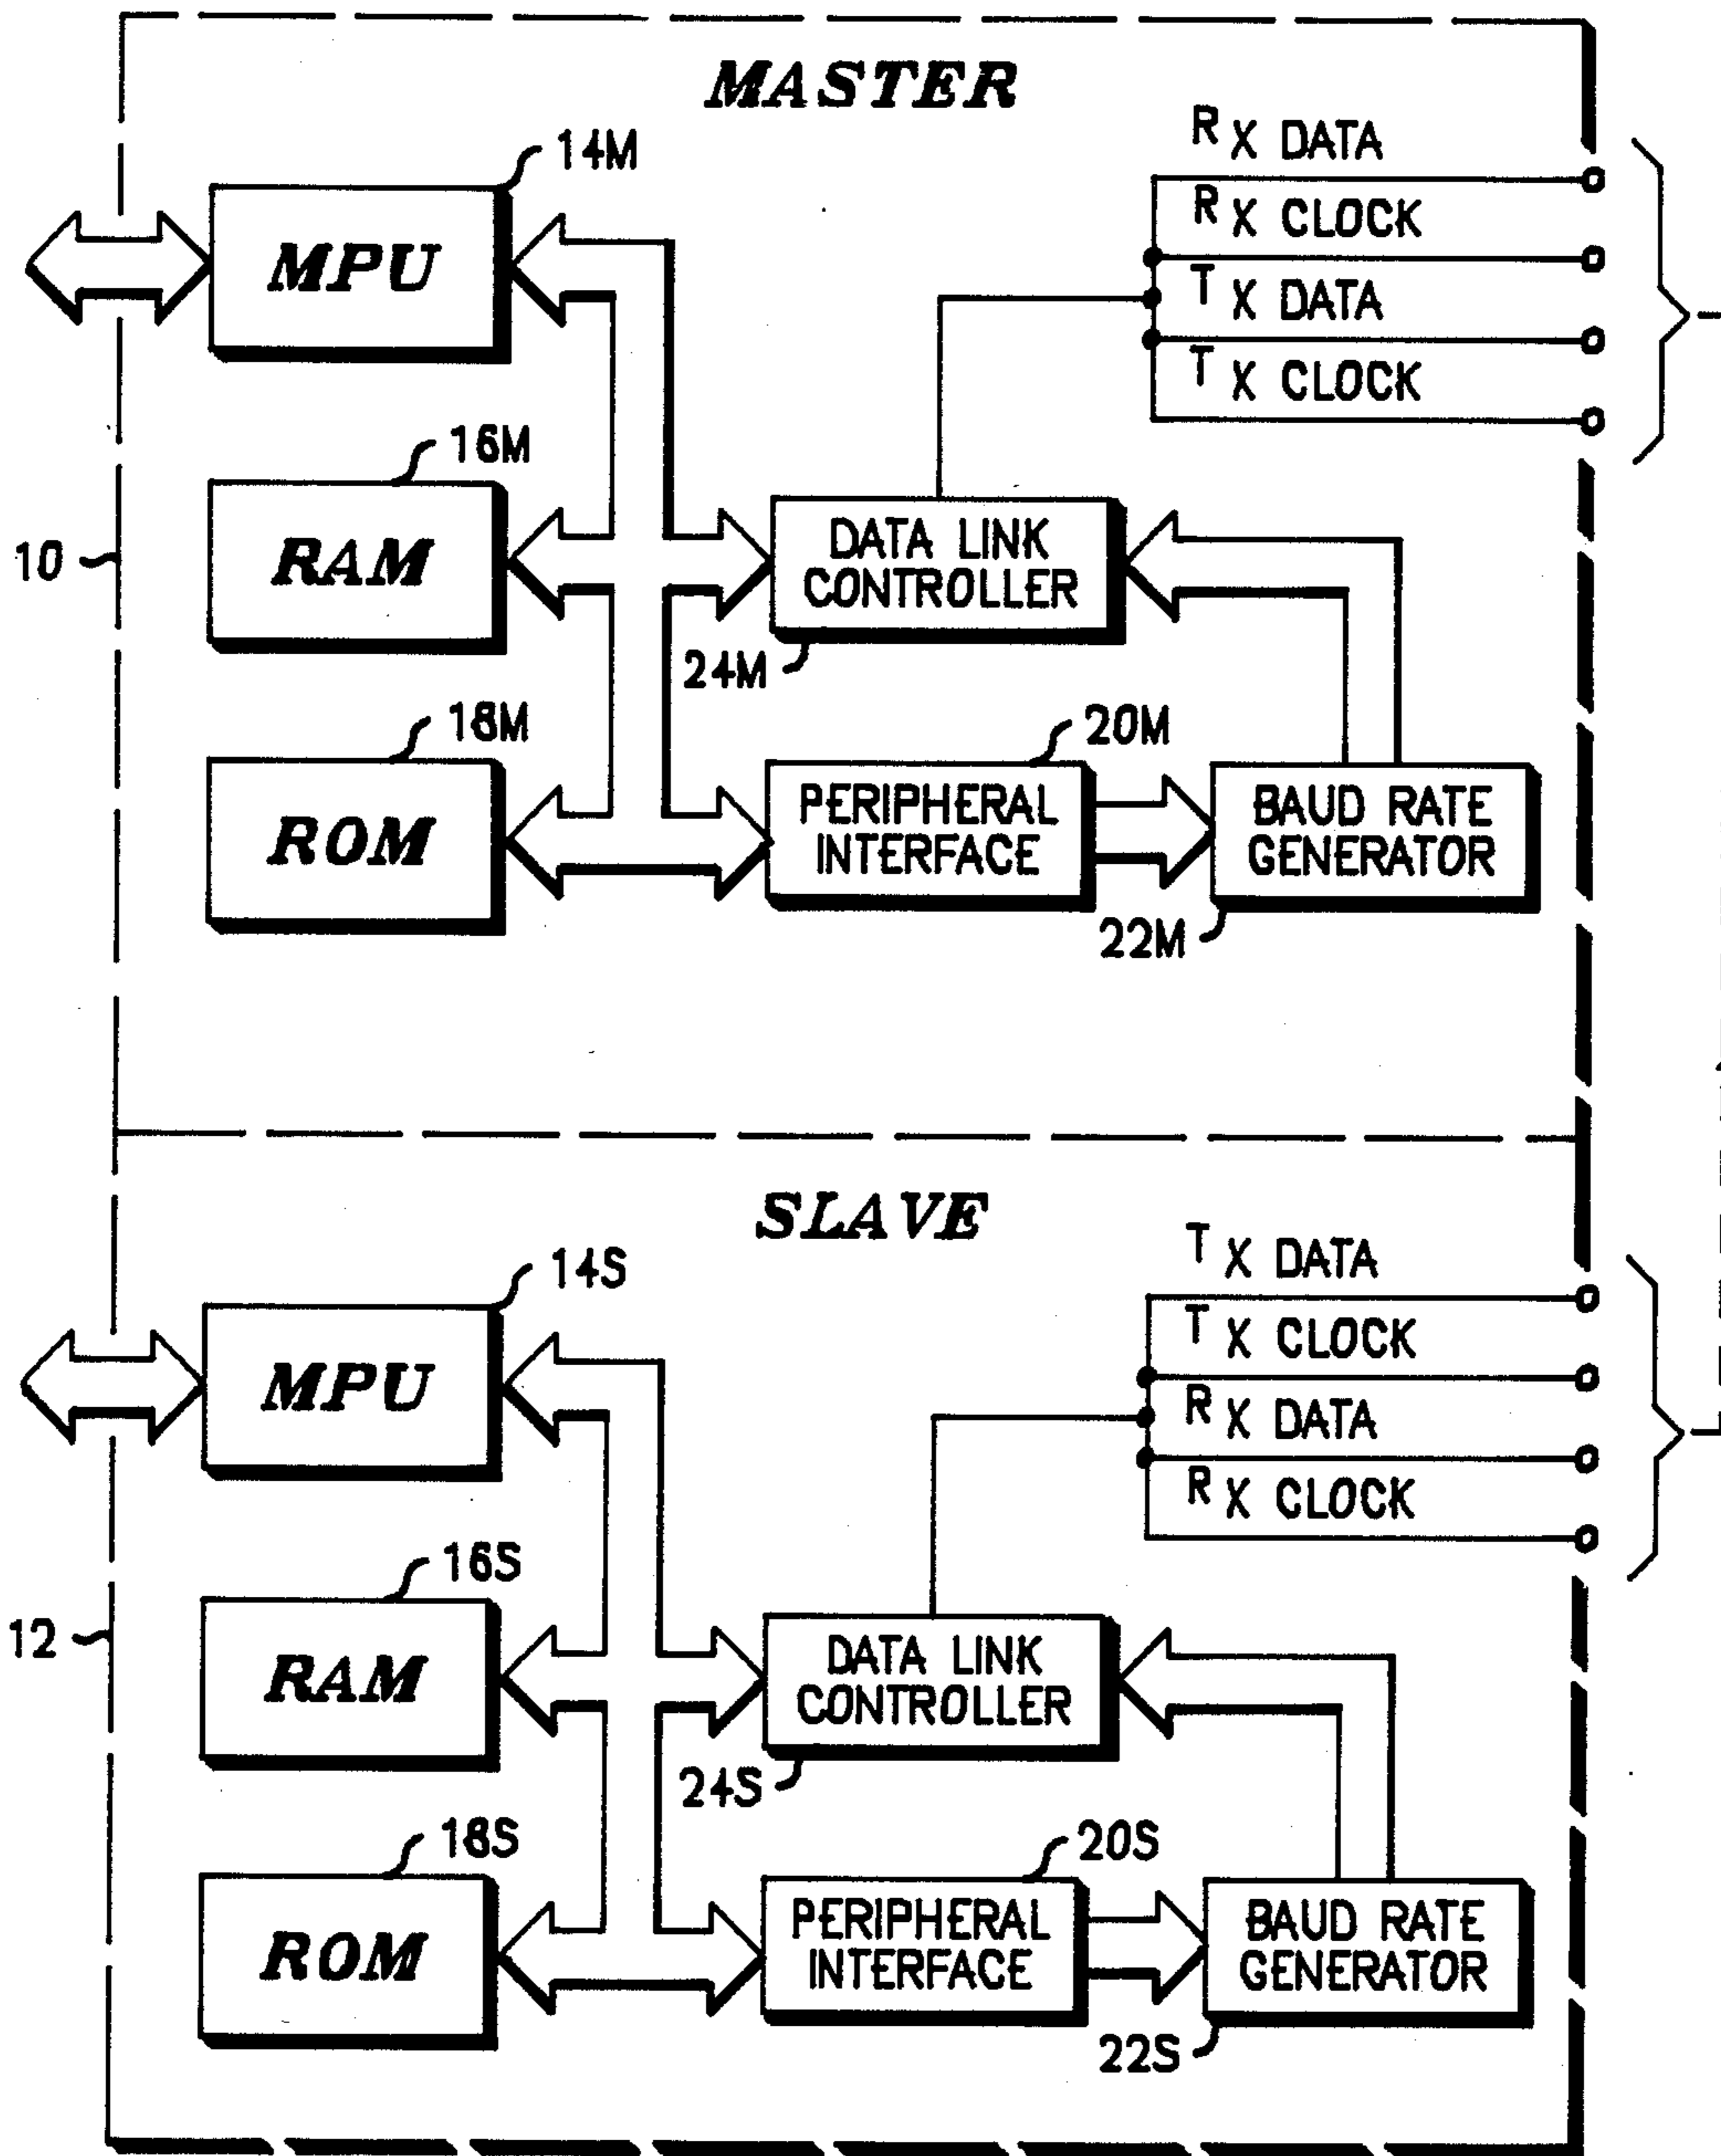 MASTER
14M
MPU
RX DATA
RX CLOCK
TX DATA
TX CLOCK
16M
RAM
10
DATA LINK
CONTROLLER
24M
18M
ROM
20M
PERIPHERAL
INTERFACE
BAUD RATE
GENERATOR
22M
SLAVE
14S
MPU
TX DATA
TX CLOCK
RX DATA
RX CLOCK
16S
RAM
12
DATA LINK
CONTROLLER
24S
18S
ROM
20S
PERIPHERAL
INTERFACE
BAUD RATE
GENERATOR
22S